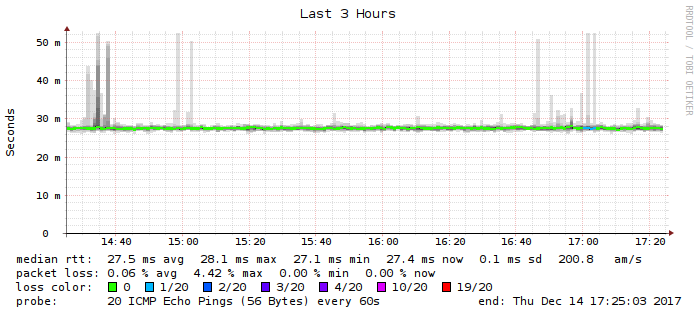 Last 3 Hours
RRDTOOL / TOBI OETIKER
Seconds
50 m
40 m
30 m
20 m
10 m
0
14:40 15:00 15:20 15:40 16:00 16:20 16:40 17:00 17:20
median rtt: 27.5 ms avg 28.1 ms max 27.1 ms min 27.4 ms now 0.1 ms sd 200.8 am/s
packet loss: 0.06 % avg 4.42 % max 0.00 % min 0.00 % now
loss color: 0 1/20 2/20 3/20 4/20 10/20 19/20
probe: 20 ICMP Echo Pings (56 Bytes) every 60s end: Thu Dec 14 17:25:03 2017